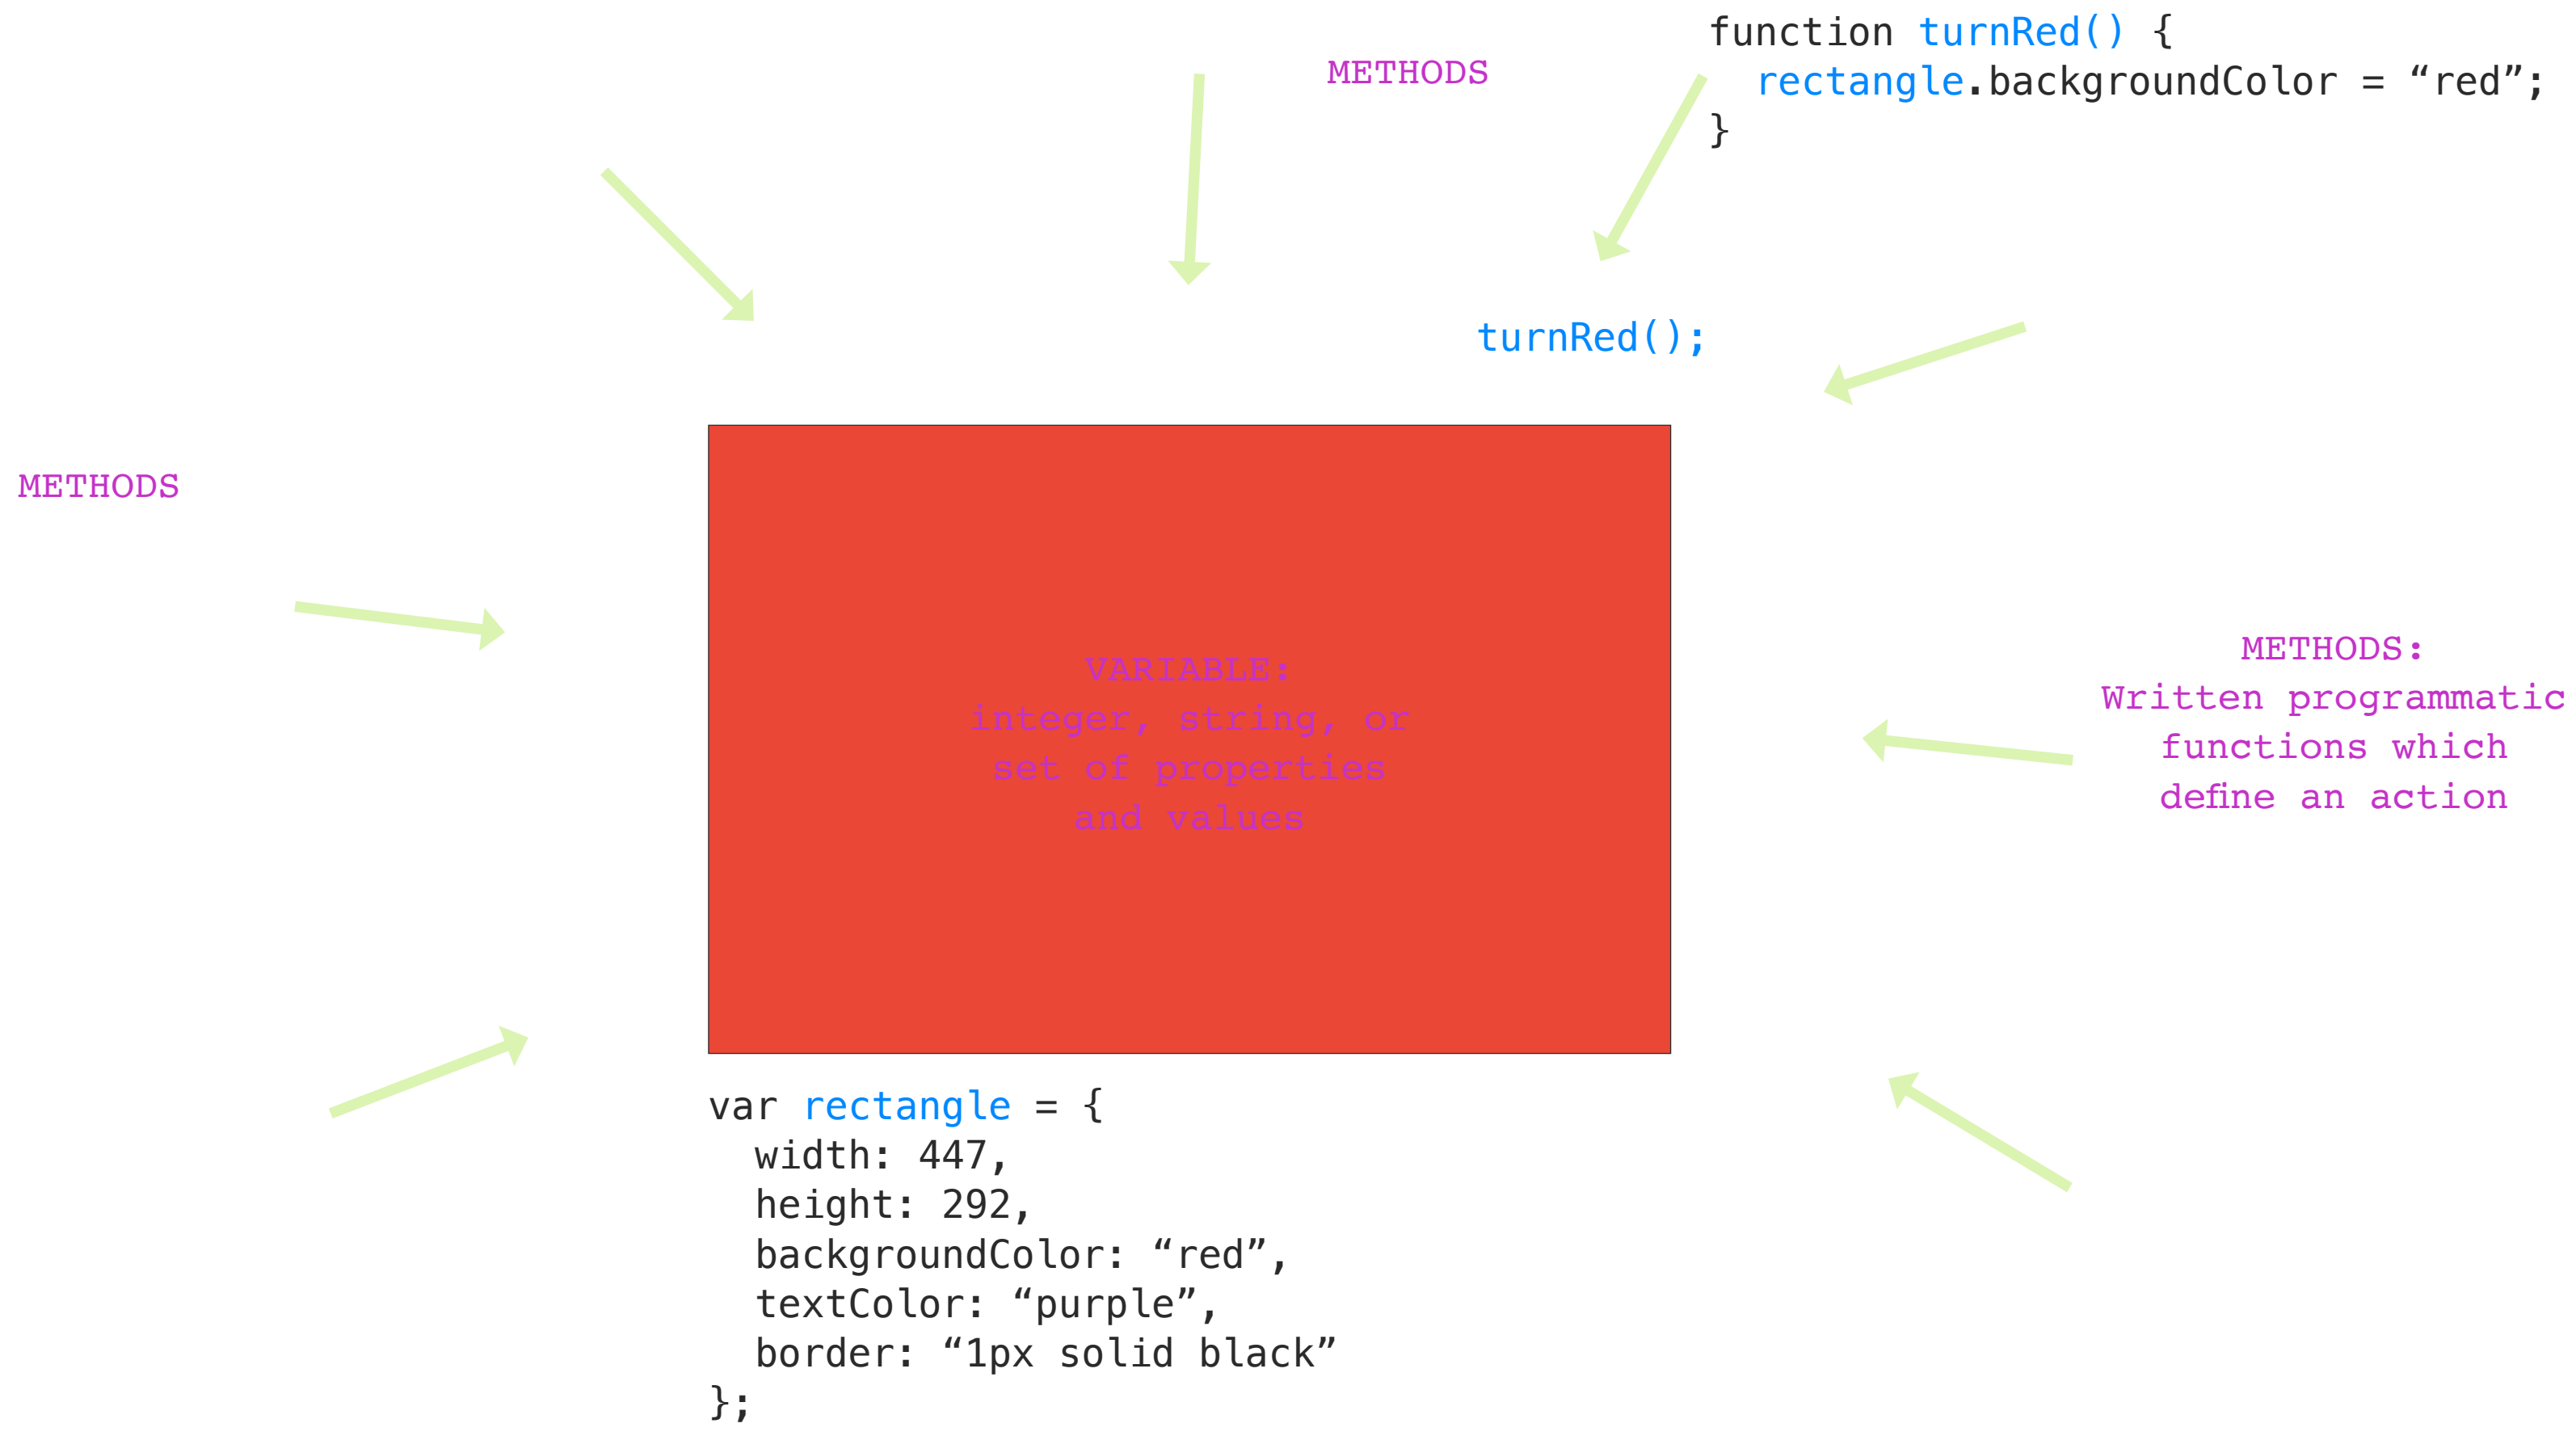 function turnRed() {
  rectangle.backgroundColor = “red”;
}
METHODS
turnRed();
METHODS
VARIABLE:
integer, string, or
set of properties
and values
METHODS:
Written programmatic
functions which
define an action
var rectangle = {
  width: 447,
  height: 292,
  backgroundColor: “red”,
  textColor: “purple”,
  border: “1px solid black”
};